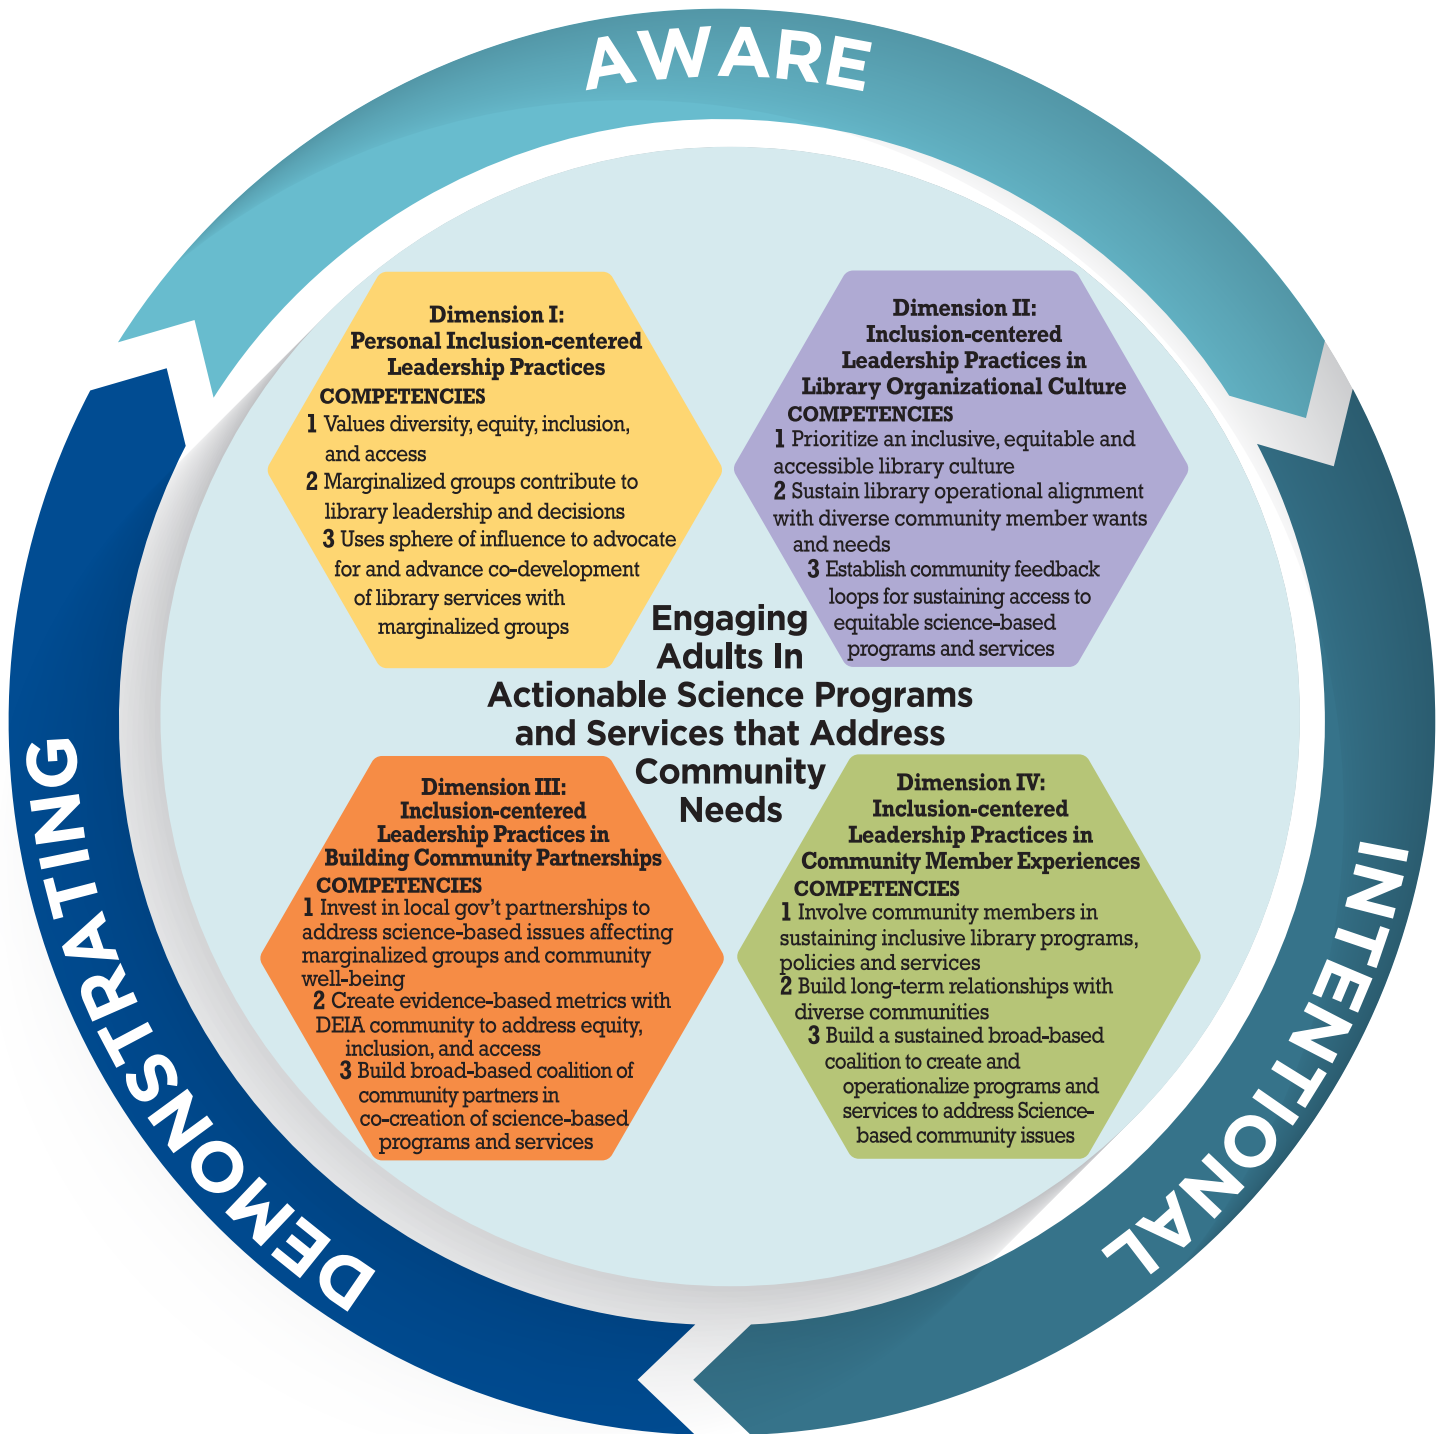 AWARE
Dimension I:
Personal Inclusion-centered
Leadership Practices
COMPETENCIES
1 Values diversity, equity, inclusion,
and access
2 Marginalized groups contribute to
library leadership and decisions
3 Uses sphere of influence to advocate
for and advance co-development
of library services with
marginalized groups
Dimension II:
Inclusion-centered
Leadership Practices in
Library Organizational Culture
COMPETENCIES
1 Prioritize an inclusive, equitable and
accessible library culture
2 Sustain library operational alignment
with diverse community member wants
and needs
3 Establish community feedback
loops for sustaining access to
equitable science-based
programs and services
Engaging
Adults In
Actionable Science Programs
and Services that Address
Community
Needs
Dimension III:
Inclusion-centered
Leadership Practices in
Building Community Partnerships
COMPETENCIES
1 Invest in local gov't partnerships to
address science-based issues affecting
marginalized groups and community
well-being
2 Create evidence-based metrics with
DEIA community to address equity,
inclusion, and access
3 Build broad-based coalition of
community partners in
co-creation of science-based
programs and services
Dimension IV:
Inclusion-centered
Leadership Practices in
Community Member Experiences
COMPETENCIES
1 Involve community members in
sustaining inclusive library programs,
policies and services
2 Build long-term relationships with
diverse communities
3 Build a sustained broad-based
coalition to create and
operationalize programs and
services to address Science-
based community issues
INTENTIONAL
DEMONSTRATING